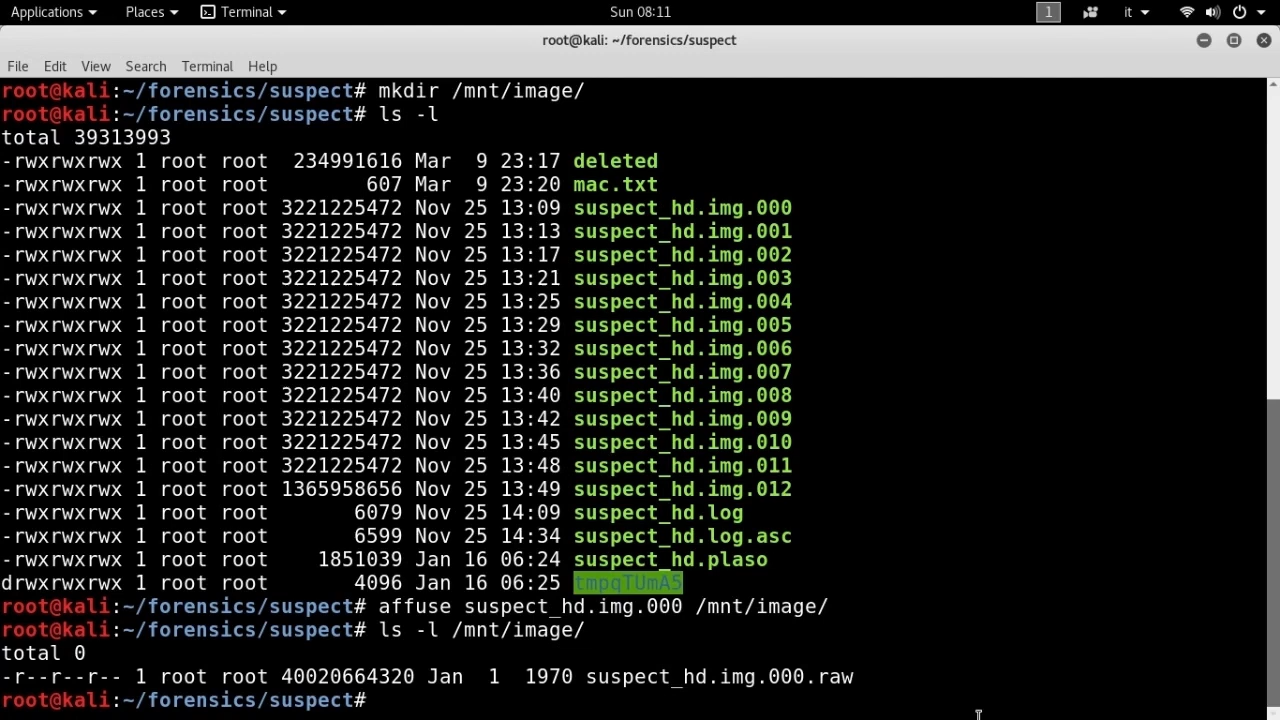 Applications Places Terminal Sun 08:11 1 it
root@kali: ~/forensics/suspect
File Edit View Search Terminal Help
root@kali:~/forensics/suspect# mkdir /mnt/image/
root@kali:~/forensics/suspect# ls -l
total 39313993
-rwxrwxrwx 1 root root 234991616 Mar 9 23:17 deleted
-rwxrwxrwx 1 root root 607 Mar 9 23:20 mac.txt
-rwxrwxrwx 1 root root 3221225472 Nov 25 13:09 suspect_hd.img.000
-rwxrwxrwx 1 root root 3221225472 Nov 25 13:13 suspect_hd.img.001
-rwxrwxrwx 1 root root 3221225472 Nov 25 13:17 suspect_hd.img.002
-rwxrwxrwx 1 root root 3221225472 Nov 25 13:21 suspect_hd.img.003
-rwxrwxrwx 1 root root 3221225472 Nov 25 13:25 suspect_hd.img.004
-rwxrwxrwx 1 root root 3221225472 Nov 25 13:29 suspect_hd.img.005
-rwxrwxrwx 1 root root 3221225472 Nov 25 13:32 suspect_hd.img.006
-rwxrwxrwx 1 root root 3221225472 Nov 25 13:36 suspect_hd.img.007
-rwxrwxrwx 1 root root 3221225472 Nov 25 13:40 suspect_hd.img.008
-rwxrwxrwx 1 root root 3221225472 Nov 25 13:42 suspect_hd.img.009
-rwxrwxrwx 1 root root 3221225472 Nov 25 13:45 suspect_hd.img.010
-rwxrwxrwx 1 root root 3221225472 Nov 25 13:48 suspect_hd.img.011
-rwxrwxrwx 1 root root 1365958656 Nov 25 13:49 suspect_hd.img.012
-rwxrwxrwx 1 root root 6079 Nov 25 14:09 suspect_hd.log
-rwxrwxrwx 1 root root 6599 Nov 25 14:34 suspect_hd.log.asc
-rwxrwxrwx 1 root root 1851039 Jan 16 06:24 suspect_hd.plaso
drwxrwxrwx 1 root root 4096 Jan 16 06:25 tmpqTUmA5
root@kali:~/forensics/suspect# affuse suspect_hd.img.000 /mnt/image/
root@kali:~/forensics/suspect# ls -l /mnt/image/
total 0
-r--r--r-- 1 root root 40020664320 Jan 1 1970 suspect_hd.img.000.raw
root@kali:~/forensics/suspect#